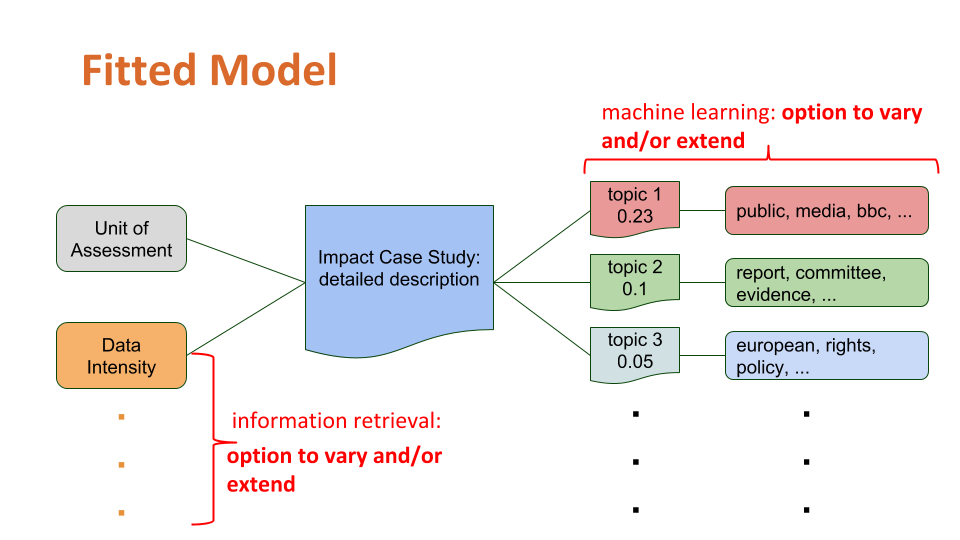 Fitted Model
machine learning: option to vary
and/or extend
Unit of
Assessment
Data
Intensity
Impact Case Study:
detailed description
topic 1
0.23
public, media, bbc, ...
topic 2
0.1
report, committee,
evidence, ...
topic 3
0.05
european, rights,
policy, ...
information retrieval:
option to vary and/or
extend